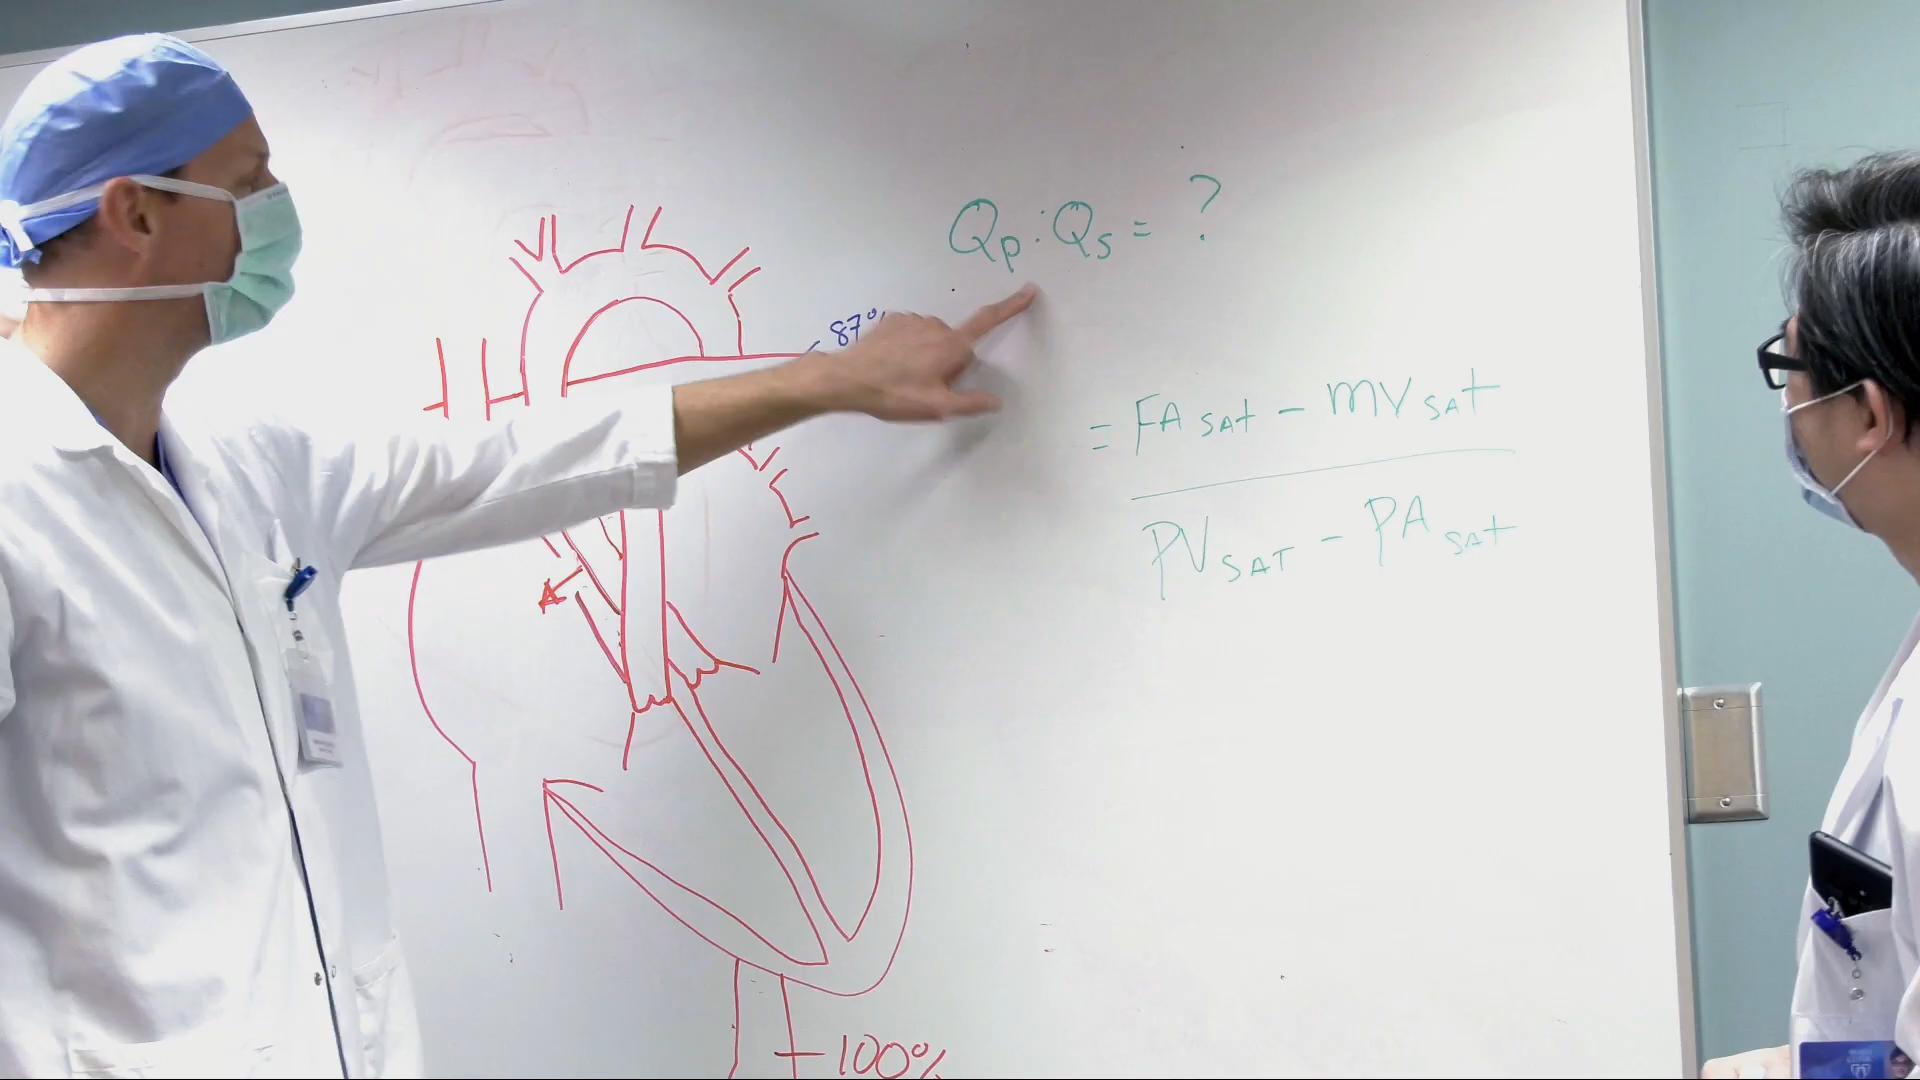 Qp:Qs = ?
87%
= FA SAt - MV SAt
PV SAT - PA SAt
A
100%